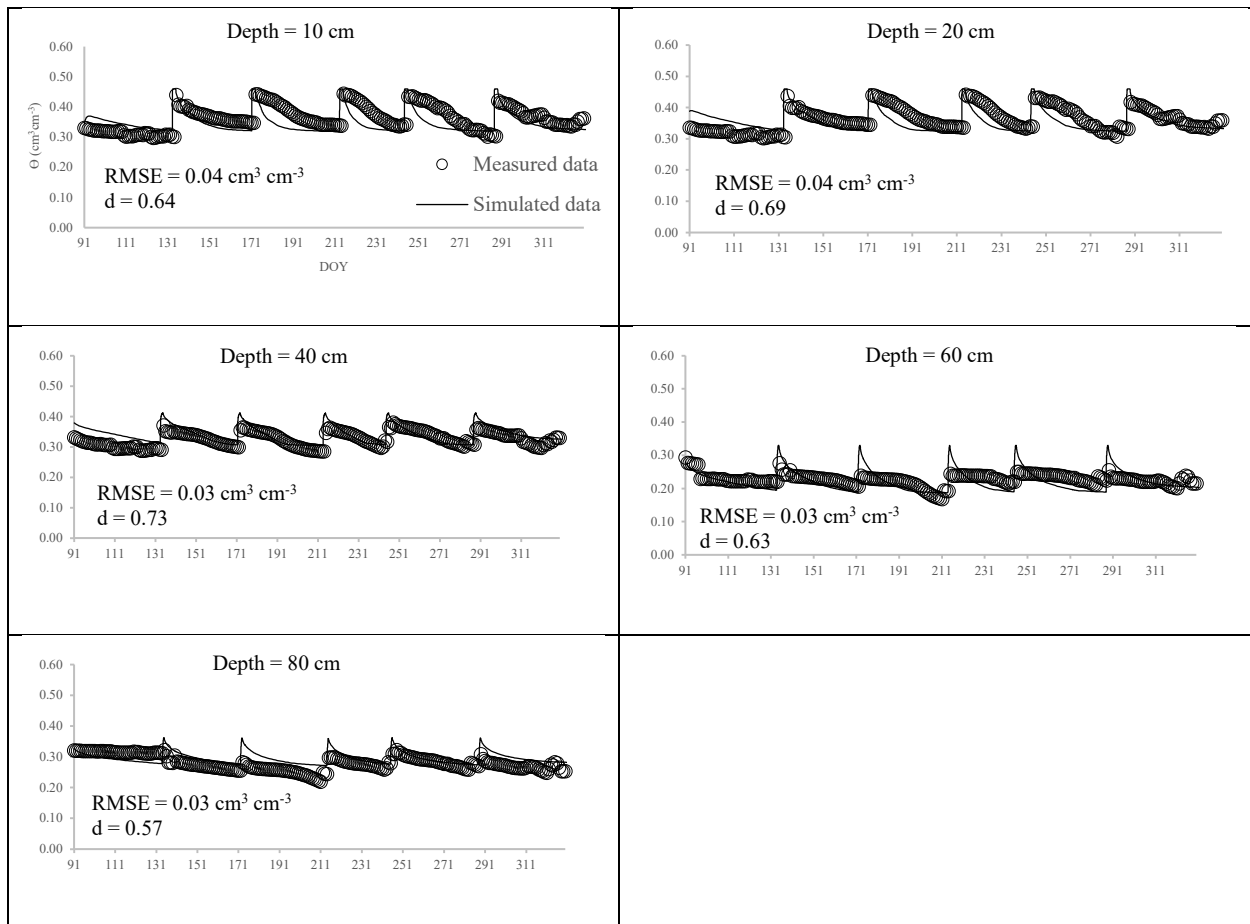 Depth = 10 cm
0.60
0.50
0.40
0.30
0.20
0.10
0.00
Θ (cm³cm⁻³)
RMSE = 0.04 cm³ cm⁻³
d = 0.64
Measured data
Simulated data
91 111 131 151 171 191 211 231 251 271 291 311
DOY
Depth = 20 cm
0.60
0.50
0.40
0.30
0.20
0.10
0.00
RMSE = 0.04 cm³ cm⁻³
d = 0.69
91 111 131 151 171 191 211 231 251 271 291 311
Depth = 40 cm
0.60
0.50
0.40
0.30
0.20
0.10
0.00
RMSE = 0.03 cm³ cm⁻³
d = 0.73
91 111 131 151 171 191 211 231 251 271 291 311
Depth = 60 cm
0.60
0.50
0.40
0.30
0.20
0.10
0.00
RMSE = 0.03 cm³ cm⁻³
d = 0.63
91 111 131 151 171 191 211 231 251 271 291 311
Depth = 80 cm
0.60
0.50
0.40
0.30
0.20
0.10
0.00
RMSE = 0.03 cm³ cm⁻³
d = 0.57
91 111 131 151 171 191 211 231 251 271 291 311